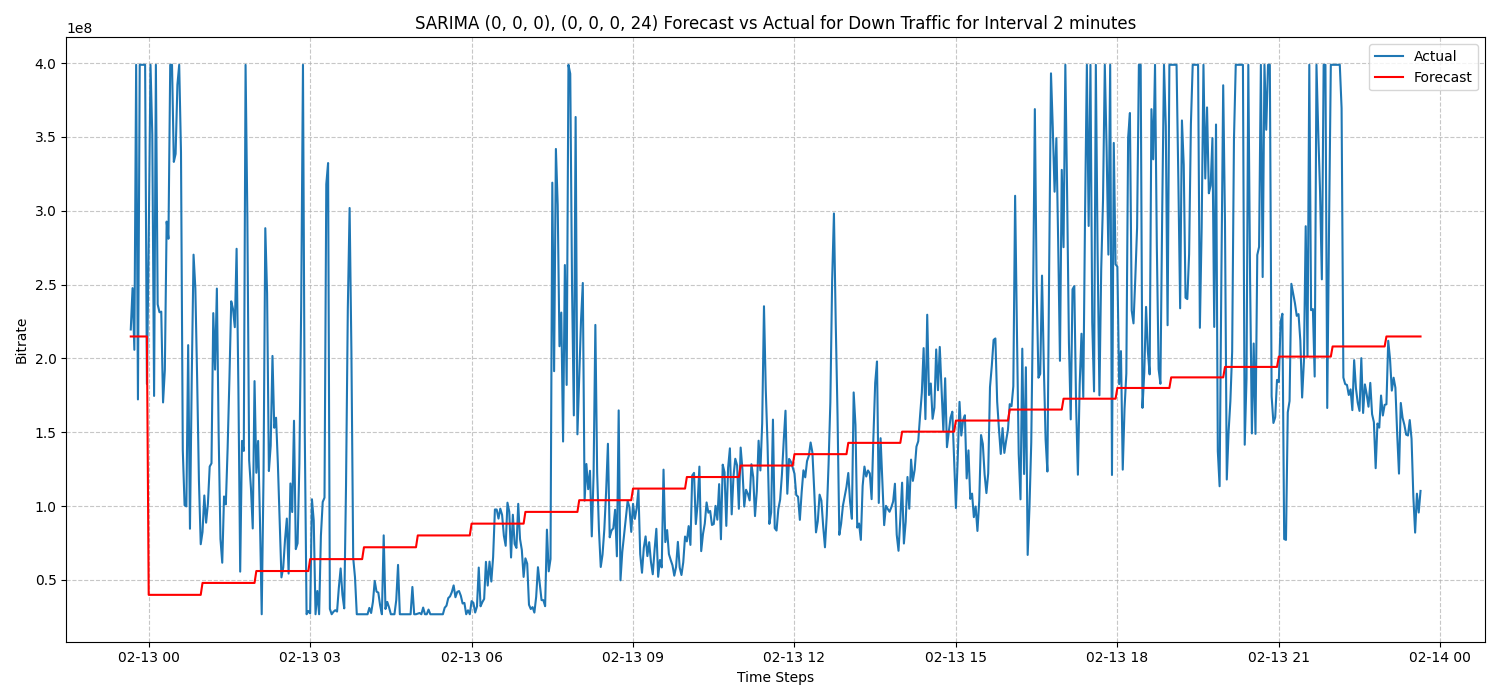 SARIMA (0, 0, 0), (0, 0, 0, 24) Forecast vs Actual for Down Traffic for Interval 2 minutes
1e8
Actual
Forecast
4.0
3.5
3.0
2.5
2.0
1.5
1.0
0.5
Bitrate
02-13 00 02-13 03 02-13 06 02-13 09 02-13 12 02-13 15 02-13 18 02-13 21 02-14 00
Time Steps